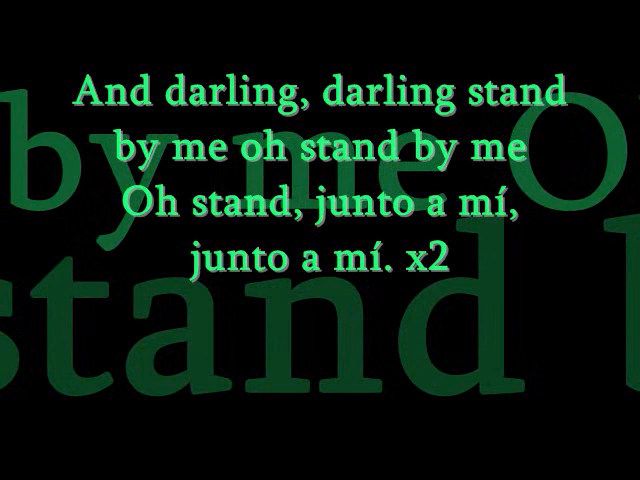 And darling, darling stand
by me oh stand by me
Oh stand, junto a mí,
junto a mí. x2
by me O
stand